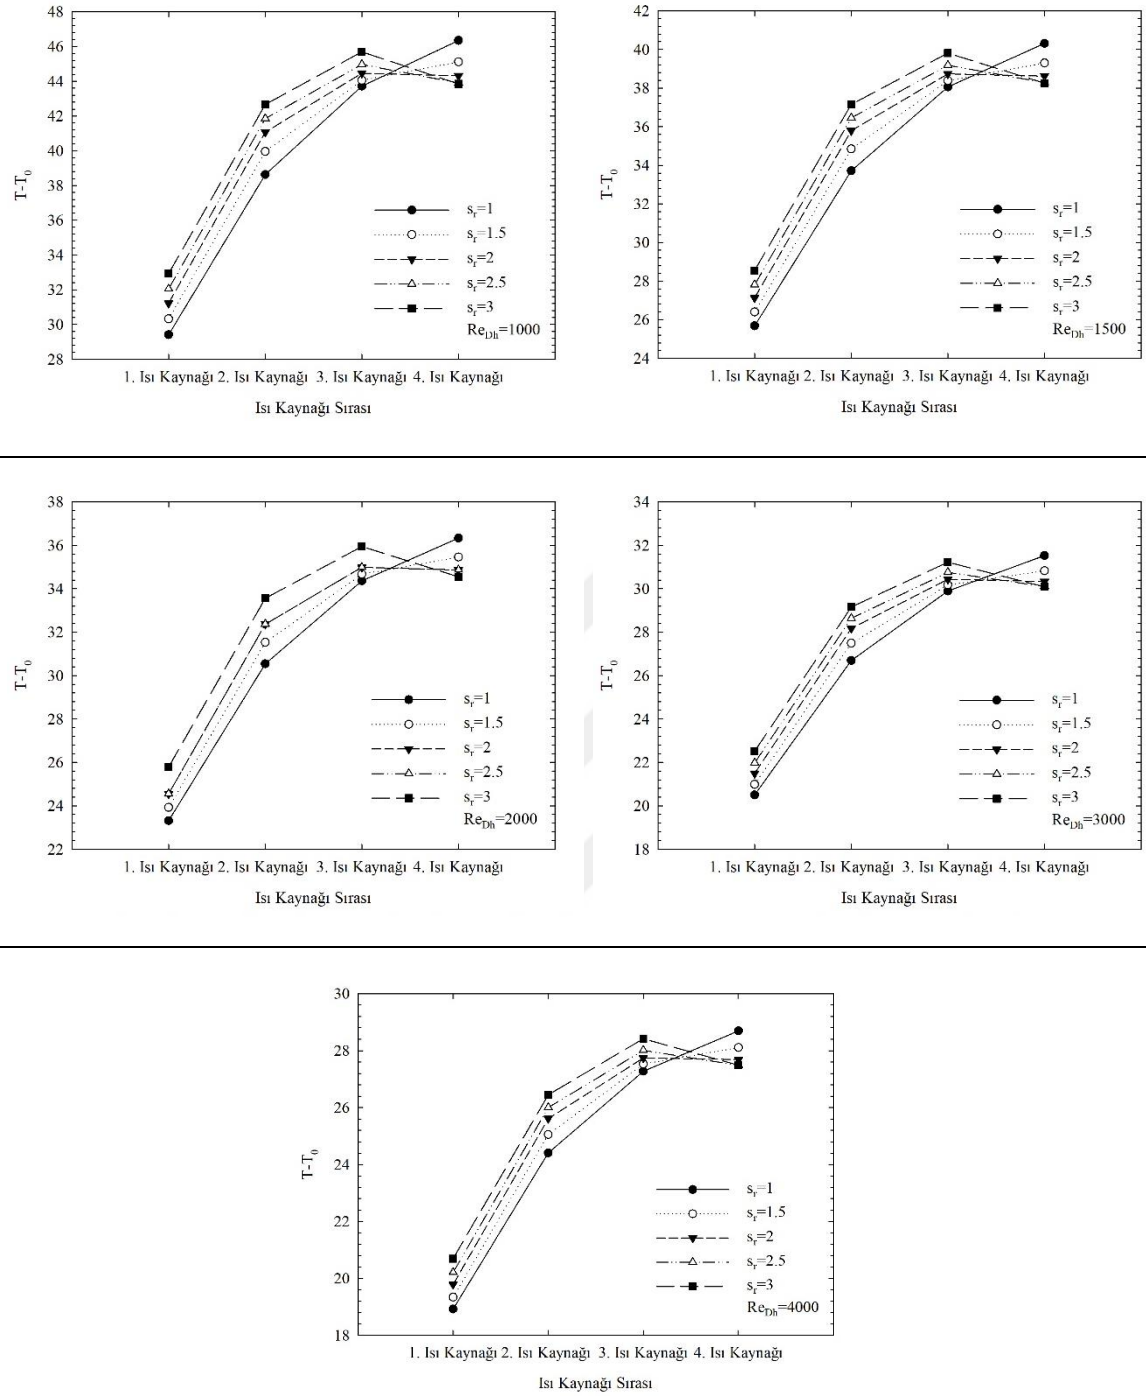 48
46
44
42
40
38
36
34
32
30
28
T-T0
sr=1
sr=1.5
sr=2
sr=2.5
sr=3
ReDh=1000
1. Isı Kaynağı 2. Isı Kaynağı 3. Isı Kaynağı 4. Isı Kaynağı
Isı Kaynağı Sırası
42
40
38
36
34
32
30
28
26
24
T-T0
sr=1
sr=1.5
sr=2
sr=2.5
sr=3
ReDh=1500
1. Isı Kaynağı 2. Isı Kaynağı 3. Isı Kaynağı 4. Isı Kaynağı
Isı Kaynağı Sırası
38
36
34
32
30
28
26
24
22
T-T0
sr=1
sr=1.5
sr=2
sr=2.5
sr=3
ReDh=2000
1. Isı Kaynağı 2. Isı Kaynağı 3. Isı Kaynağı 4. Isı Kaynağı
Isı Kaynağı Sırası
34
32
30
28
26
24
22
20
18
T-T0
sr=1
sr=1.5
sr=2
sr=2.5
sr=3
ReDh=3000
1. Isı Kaynağı 2. Isı Kaynağı 3. Isı Kaynağı 4. Isı Kaynağı
Isı Kaynağı Sırası
30
28
26
24
22
20
18
T-T0
sr=1
sr=1.5
sr=2
sr=2.5
sr=3
ReDh=4000
1. Isı Kaynağı 2. Isı Kaynağı 3. Isı Kaynağı 4. Isı Kaynağı
Isı Kaynağı Sırası